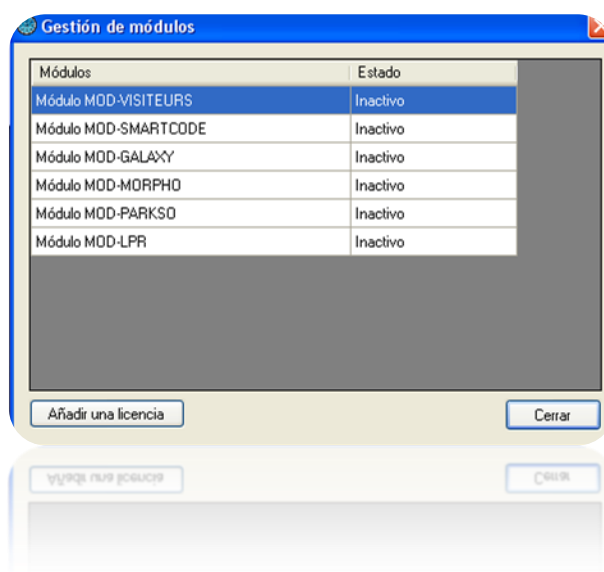 Gestión de módulos
Módulos Estado
Módulo MOD-VISITEURS Inactivo
Módulo MOD-SMARTCODE Inactivo
Módulo MOD-GALAXY Inactivo
Módulo MOD-MORPHO Inactivo
Módulo MOD-PARKSO Inactivo
Módulo MOD-LPR Inactivo
Añadir una licencia Cerrar